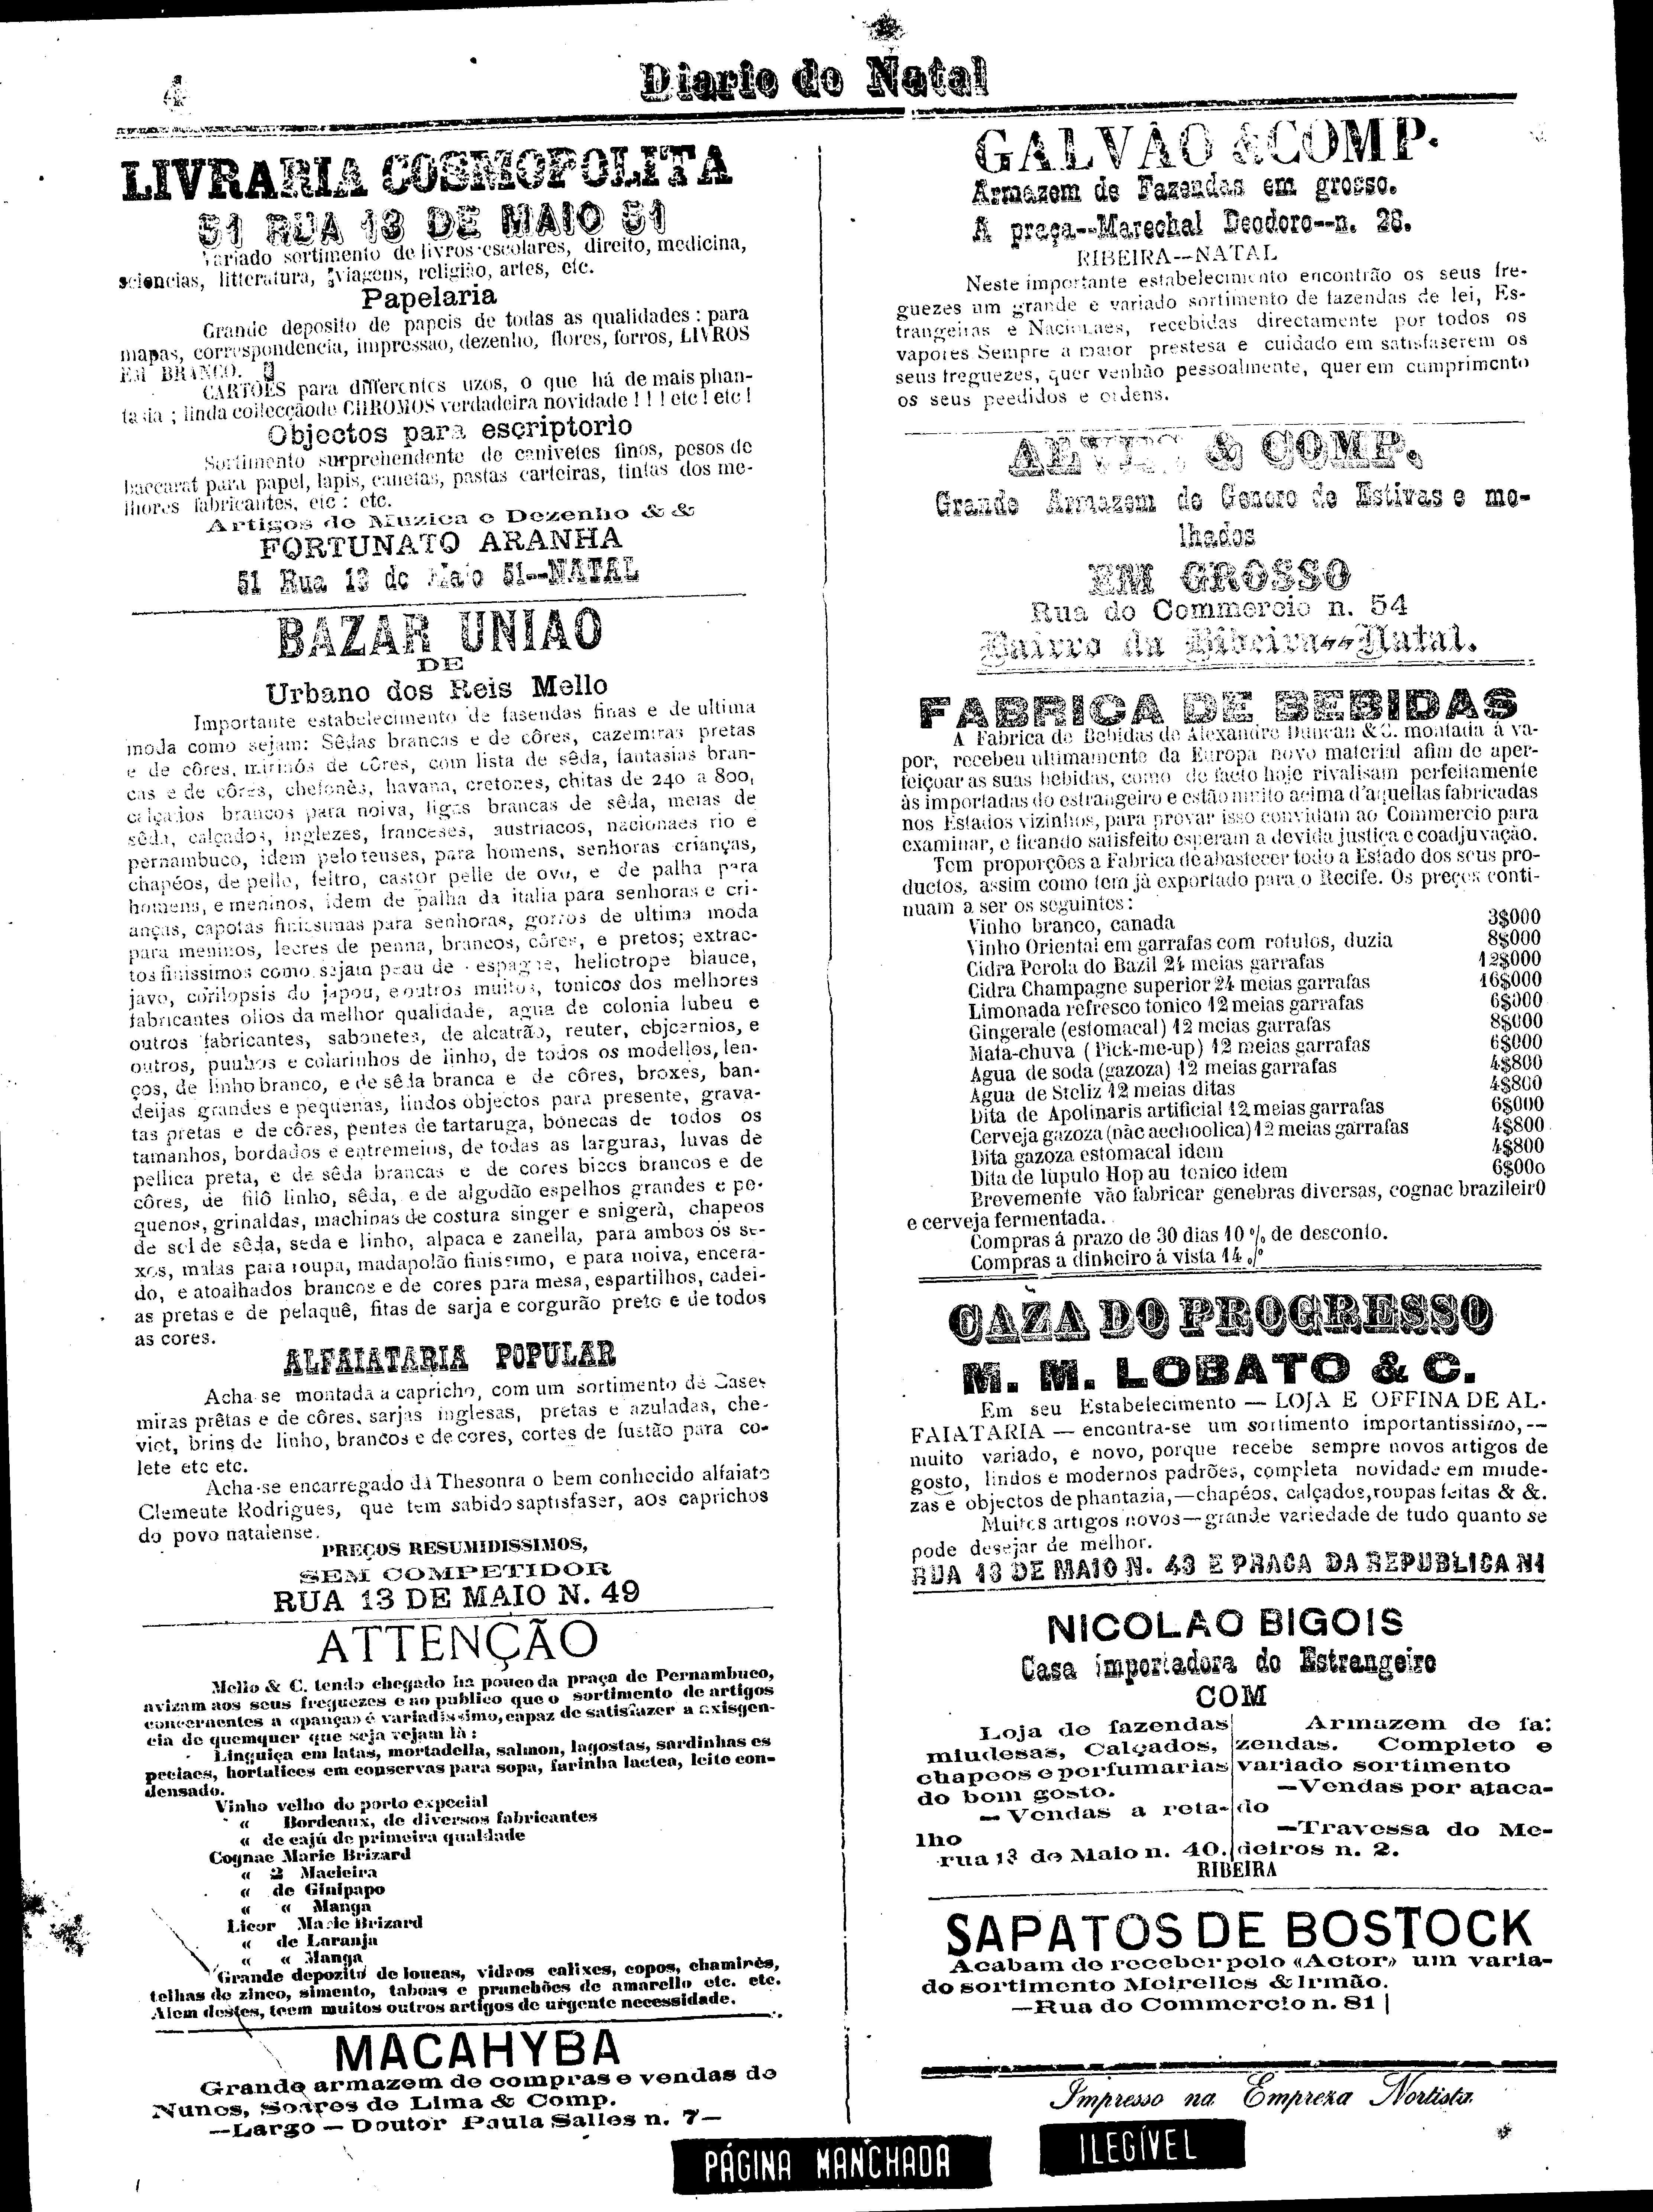 4
Diario do Natal
LIVRARIA COSMOPOLITA
51 RUA 13 DE MAIO 51
Variado sortimento de livros escolares, direito, medicina,
sciencias, litteratura, viagens, religião, artes, etc.
Papelaria
Grande deposito de papeis de todas as qualidades : para
mapas, correspondencia, impressão, dezenho, flores, forros, LIVROS
EM BRANCO.
CARTÕES para differentes uzos, o que há de mais phan-
tasia ; linda coilecçãode CHROMOS verdadeira novidade ! ! ! etc ! etc !
Objectos para escriptorio
Sortimento surprehendente de canivetes finos, pesos de
baccarat para papel, lapis, canetas, pastas carteiras, tintas dos me-
lhores fabricantes, etc : etc.
Artigos de Muzica e Dezenho & &
FORTUNATO ARANHA
51 Rua 13 de Maio 51--NATAL
BAZAR UNIAO
DE
Urbano dos Reis Mello
Importante estabelecimento de fasendas finas e de ultima
moda como sejam: Sêdas brancas e de côres, cazemiras pretas
e de côres, mirinós de côres, com lista de sêda, fantasias bran-
cas e de côres, chefonês, havana, cretones, chitas de 240 a 800,
calçados brancos para noiva, ligas brancas de sêda, meias de
sêda, calçados, inglezes, francezes, austriacos, nacionaes rio e
pernambuco, idem pelotenses, para homens, senhoras crianças,
chapéos, de pello, feltro, castor pelle de ovo, e de palha para
homens, e meninos, idem de palha da italia para senhoras e cri-
anças, capotas finissimas para senhoras, gorros de ultima moda
para meninos, lecres de penna, brancos, côres, e pretos; extrac-
tos finissimos como sejam peau de espagne, heliotrope blauce,
javo, corilopsis do japou, e outros muitos, tonicos dos melhores
fabricantes olios da melhor qualidade, agua de colonia lubeu e
outros fabricantes, sabonetes, de alcatrão, reuter, e
outros, punhos e colarinhos de linho, de todos os modellos, len-
ços, de linho branco, e de sêda branca e de côres, broxes, ban-
deijas grandes e pequenas, lindos objectos para presente, grava-
tas pretas e de côres, pentes de tartaruga, bonecas de todos os
tamanhos, bordados e entremeios, de todas as larguras, luvas de
pellica preta, e de sêda brancas e de cores bicos brancos e de
côres, de filô linho, sêda, e de algodão espelhos grandes e pe-
quenos, grinaldas, machinas de costura singer e snigerà, chapeos
de sol de sêda, seda e linho, alpaca e zanella, para ambos os se-
xos, malas para roupa, madapolão finissimo, e para noiva, encera-
do, e atoalhados brancos e de cores para mesa, espartilhos, cadei-
as pretas e de pelaquê, fitas de sarja e corgurão preto e de todos
as cores.
ALFAIATARIA POPULAR
Acha-se montada a capricho, com um sortimento de Case-
miras prêtas e de côres, sarjas inglesas, pretas e azuladas, che-
viot, brins de linho, brancos e de cores, cortes de fustão para co-
lete etc etc.
Acha-se encarregado da Thesonra o bem conhecido alfaiate
Clemente Rodrigues, que tem sabido saptisfaser, aos caprichos
do povo natalense.
PREÇOS RESUMIDISSIMOS,
SEM COMPETIDOR
RUA 13 DE MAIO N. 49
ATTENÇÃO
Mello & C. tendo chegado ha pouco da praça de Pernambuco,
avizam aos seus freguezes e ao publico que o sortimento de artigos
concernentes a «pança» é variadissimo, capaz de satisfazer a exisgen-
cia de quemquer que seja vejam là :
Linguiça em latas, mortadella, salmon, lagostas, sardinhas es
peciaes, hortalices em conservas para sopa, farinha lactea, leite con-
densado.
Vinho velho do porto expecial
« Bordeaux, de diversos fabricantes
« de cajú de primeira qualdade
Cognac Marie Brizard
« 2 Macieira
« de Ginipapo
« « Manga
Licor Marie Brizard
« de Laranja
« « Manga
Grande depozito de loucas, vidros calixes, copos, chaminés,
telhas de zinco, simento, taboas e pranchões de amarello etc. etc.
Alem destes, teem muitos outros artigos de urgente necessidade.
MACAHYBA
Grande armazem de compras e vendas de
Nunes, Soares de Lima & Comp.
—Largo — Doutor Paula Salles n. 7—
GALVÃO &COMP.
Armazem de Fazendas em grosso.
A praça--Marechal Deodoro--n. 28.
RIBEIRA--NATAL
Neste importante estabelecimento encontrão os seus fre-
guezes um grande e variado sortimento de fazendas de lei, Es-
trangeiras e Nacionaes, recebidas directamente por todos os
vapores Sempre a maior prestesa e cuidado em satisfaserem os
seus freguezes, quer venhão pessoalmente, quer em cumprimento
os seus peedidos e ordens.
ALVES & COMP.
Grande Armazem de Genero de Estivas e mo-
lhados
EM GROSSO
Rua do Commercio n. 54
Bairro da Ribeira--Natal.
FABRICA DE BEBIDAS
A Fabrica de Bebidas de Alexandre Duncan & C. montada à va-
por, recebeu ultimamente da Europa novo material afim de aper-
feiçoar as suas bebidas, como de facto hoje rivalisam perfeitamente
às importadas do estrangeiro e estão muito acima d'aquellas fabricadas
nos Estados vizinhos, para provar isso convidam ao Commercio para
examinar, e ficando satisfeito esperam a devida justiça e coadjuvação.
Tem proporções a Fabrica de abastecer todo a Estado dos seus pro-
ductos, assim como tem já exportado para o Recife. Os preços conti-
nuam a ser os seguintes :
Vinho branco, canada 3$000
Vinho Oriental em garrafas com rotulos, duzia 8$000
Cidra Perola do Bazil 24 meias garrafas 12$000
Cidra Champagne superior 24 meias garrafas 16$000
Limonada refresco tonico 12 meias garrafas 6$000
Gingerale (estomacal) 12 meias garrafas 8$000
Mata-chuva ( Pick-me-up) 12 meias garrafas 6$000
Agua de soda (gazoza) 12 meias garrafas 4$800
Agua de Steliz 12 meias ditas 4$800
Dita de Apolinaris artificial 12 meias garrafas 6$000
Cerveja gazoza (não aechoolica) 12 meias garrafas 4$800
Dita gazoza estomacal idem 4$800
Dita de lupulo Hop au tonico idem 6$00o
Brevemente vão fabricar genebras diversas, cognac brazileir0
e cerveja fermentada.
Compras á prazo de 30 dias 10 % de desconto.
Compras a dinheiro á vista 14 %
CAZA DO PROGRESSO
M. M. LOBATO & C.
Em seu Estabelecimento — LOJA E OFFINA DE AL-
FAIATARIA — encontra-se um sortimento importantissimo, --
muito variado, e novo, porque recebe sempre novos artigos de
gosto, lindos e modernos padrões, completa novidade em miude-
zas e objectos de phantazia,—chapéos, calçados, roupas feitas & &.
Muitos artigos novos—grande variedade de tudo quanto se
pode desejar de melhor.
RUA 13 DE MAIO N. 43 E PRACA DA REPUBLICA N1
NICOLAO BIGOIS
Casa importadora do Estrangeiro
COM
Loja de fazendas
miudesas, Calçados,
chapeos e perfumarias
do bom gosto.
— Vendas a reta-
lho
rua 13 de Maio n. 40.
Armazem de fa:
zendas. Completo e
variado sortimento
—Vendas por ataca-
do
—Travessa do Me-
deiros n. 2.
RIBEIRA
SAPATOS DE BOSTOCK
Acabam de receber pelo «Actor» um varia-
do sortimento Meirelles & Irmão.
—Rua do Commercio n. 81
Impresso na Empreza Nortista.
PÁGINA MANCHADA
ILEGÍVEL